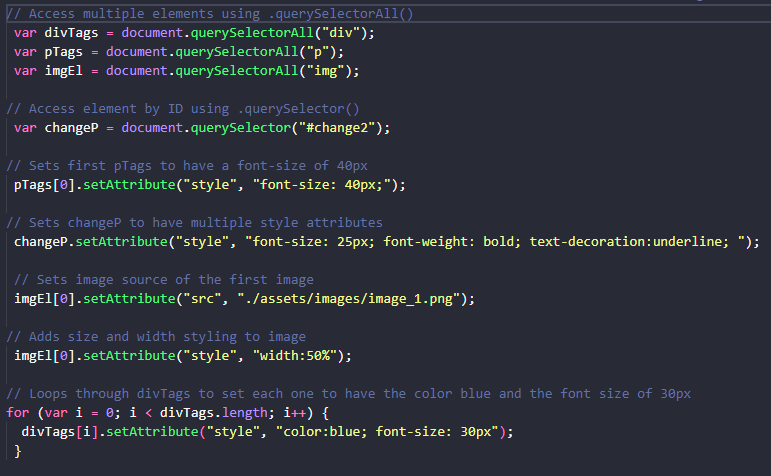 // Access multiple elements using .querySelectorAll()
var divTags = document.querySelectorAll("div");
var pTags = document.querySelectorAll("p");
var imgEl = document.querySelectorAll("img");
// Access element by ID using .querySelector()
var changeP = document.querySelector("#change2");
// Sets first pTags to have a font-size of 40px
pTags[0].setAttribute("style", "font-size: 40px;");
// Sets changeP to have multiple style attributes
changeP.setAttribute("style", "font-size: 25px; font-weight: bold; text-decoration:underline; ");
// Sets image source of the first image
imgEl[0].setAttribute("src", "./assets/images/image_1.png");
// Adds size and width styling to image
imgEl[0].setAttribute("style", "width:50%");
// Loops through divTags to set each one to have the color blue and the font size of 30px
for (var i = 0; i < divTags.length; i++) {
divTags[i].setAttribute("style", "color:blue; font-size: 30px");
}